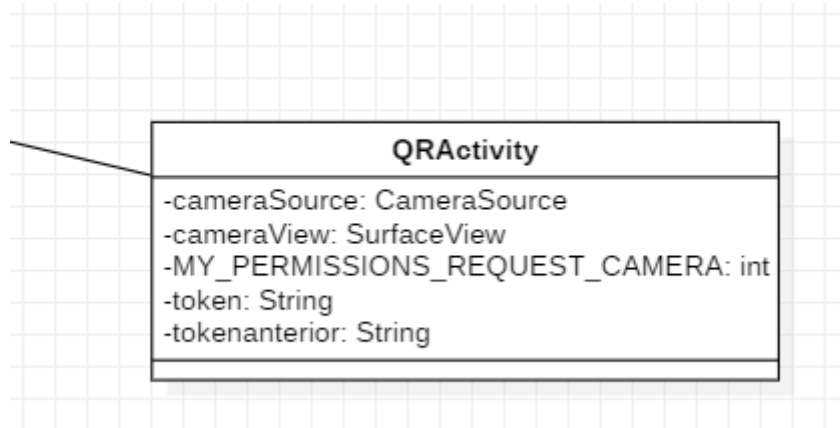 QRActivity
-cameraSource: CameraSource
-cameraView: SurfaceView
-MY_PERMISSIONS_REQUEST_CAMERA: int
-token: String
-tokenanterior: String